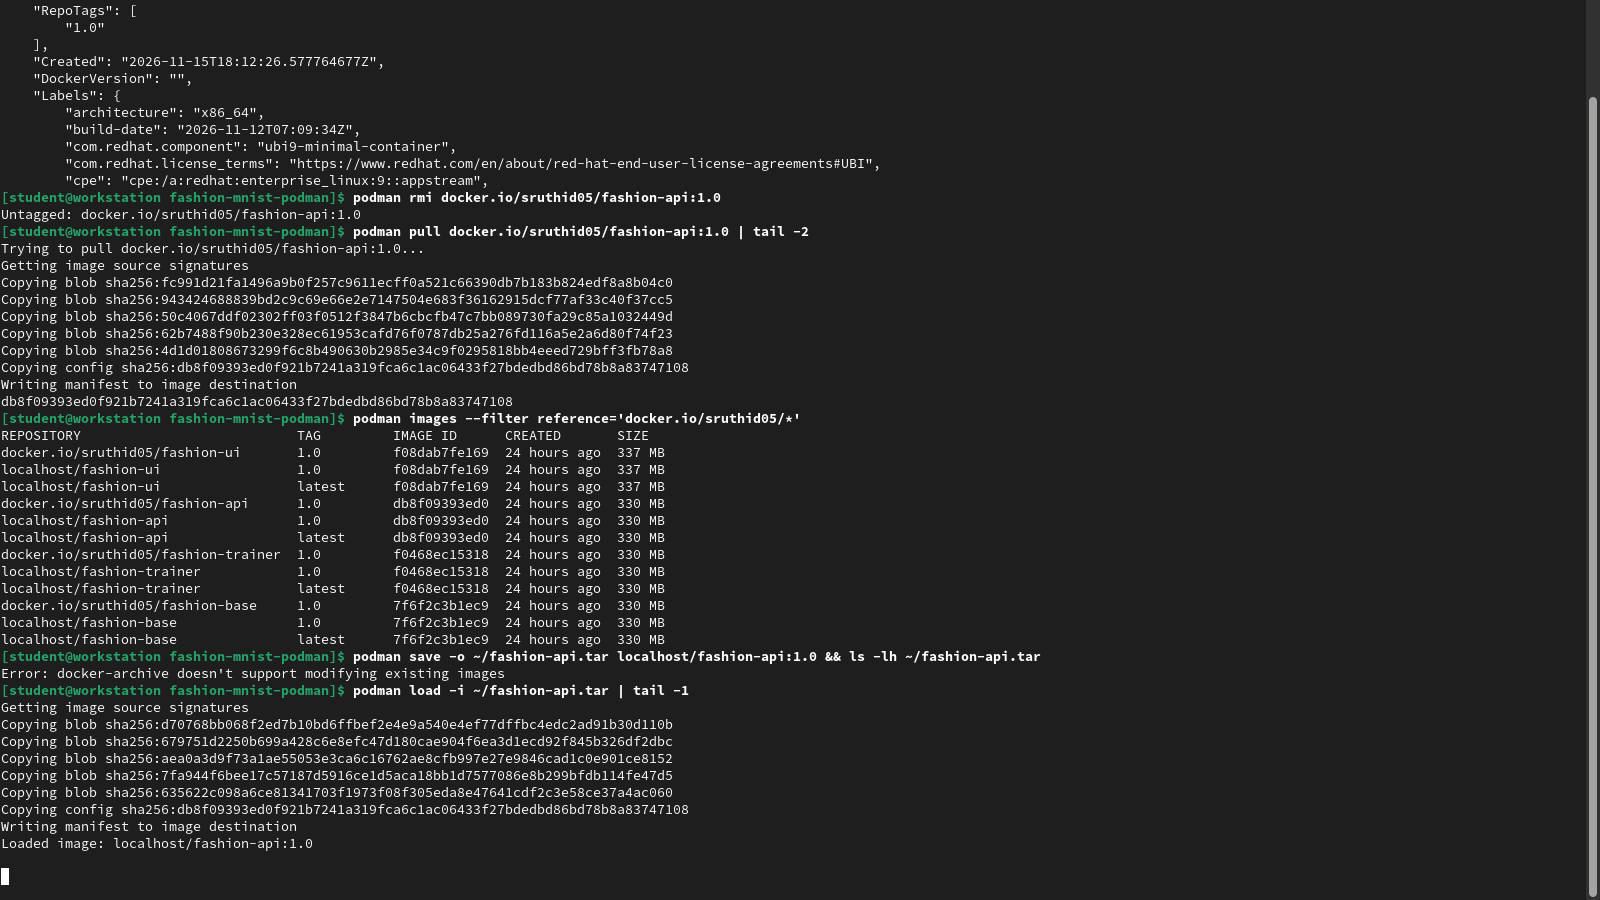 "RepoTags": [
        "1.0"
    ],
    "Created": "2026-11-15T18:12:26.577764677Z",
    "DockerVersion": "",
    "Labels": {
        "architecture": "x86_64",
        "build-date": "2026-11-12T07:09:34Z",
        "com.redhat.component": "ubi9-minimal-container",
        "com.redhat.license_terms": "https://www.redhat.com/en/about/red-hat-end-user-license-agreements#UBI",
        "cpe": "cpe:/a:redhat:enterprise_linux:9::appstream",
[student@workstation fashion-mnist-podman]$ podman rmi docker.io/sruthid05/fashion-api:1.0
Untagged: docker.io/sruthid05/fashion-api:1.0
[student@workstation fashion-mnist-podman]$ podman pull docker.io/sruthid05/fashion-api:1.0 | tail -2
Trying to pull docker.io/sruthid05/fashion-api:1.0...
Getting image source signatures
Copying blob sha256:fc991d21fa1496a9b0f257c9611ecff0a521c66390db7b183b824edf8a8b04c0
Copying blob sha256:943424688839bd2c9c69e66e2e7147504e683f36162915dcf77af33c40f37cc5
Copying blob sha256:50c4067ddf02302ff03f0512f3847b6cbcfb47c7bb089730fa29c85a1032449d
Copying blob sha256:62b7488f90b230e328ec61953cafd76f0787db25a276fd116a5e2a6d80f74f23
Copying blob sha256:4d1d01808673299f6c8b490630b2985e34c9f0295818bb4eeed729bff3fb78a8
Copying config sha256:db8f09393ed0f921b7241a319fca6c1ac06433f27bdedbd86bd78b8a83747108
Writing manifest to image destination
db8f09393ed0f921b7241a319fca6c1ac06433f27bdedbd86bd78b8a83747108
[student@workstation fashion-mnist-podman]$ podman images --filter reference='docker.io/sruthid05/*'
REPOSITORY                           TAG         IMAGE ID      CREATED       SIZE
docker.io/sruthid05/fashion-ui       1.0         f08dab7fe169  24 hours ago  337 MB
localhost/fashion-ui                 1.0         f08dab7fe169  24 hours ago  337 MB
localhost/fashion-ui                 latest      f08dab7fe169  24 hours ago  337 MB
docker.io/sruthid05/fashion-api      1.0         db8f09393ed0  24 hours ago  330 MB
localhost/fashion-api                1.0         db8f09393ed0  24 hours ago  330 MB
localhost/fashion-api                latest      db8f09393ed0  24 hours ago  330 MB
docker.io/sruthid05/fashion-trainer  1.0         f0468ec15318  24 hours ago  330 MB
localhost/fashion-trainer            1.0         f0468ec15318  24 hours ago  330 MB
localhost/fashion-trainer            latest      f0468ec15318  24 hours ago  330 MB
docker.io/sruthid05/fashion-base     1.0         7f6f2c3b1ec9  24 hours ago  330 MB
localhost/fashion-base               1.0         7f6f2c3b1ec9  24 hours ago  330 MB
localhost/fashion-base               latest      7f6f2c3b1ec9  24 hours ago  330 MB
[student@workstation fashion-mnist-podman]$ podman save -o ~/fashion-api.tar localhost/fashion-api:1.0 && ls -lh ~/fashion-api.tar
Error: docker-archive doesn't support modifying existing images
[student@workstation fashion-mnist-podman]$ podman load -i ~/fashion-api.tar | tail -1
Getting image source signatures
Copying blob sha256:d70768bb068f2ed7b10bd6ffbef2e4e9a540e4ef77dffbc4edc2ad91b30d110b
Copying blob sha256:679751d2250b699a428c6e8efc47d180cae904f6ea3d1ecd92f845b326df2dbc
Copying blob sha256:aea0a3d9f73a1ae55053e3ca6c16762ae8cfb997e27e9846cad1c0e901ce8152
Copying blob sha256:7fa944f6bee17c57187d5916ce1d5aca18bb1d7577086e8b299bfdb114fe47d5
Copying blob sha256:635622c098a6ce81341703f1973f08f305eda8e47641cdf2c3e58ce37a4ac060
Copying config sha256:db8f09393ed0f921b7241a319fca6c1ac06433f27bdedbd86bd78b8a83747108
Writing manifest to image destination
Loaded image: localhost/fashion-api:1.0